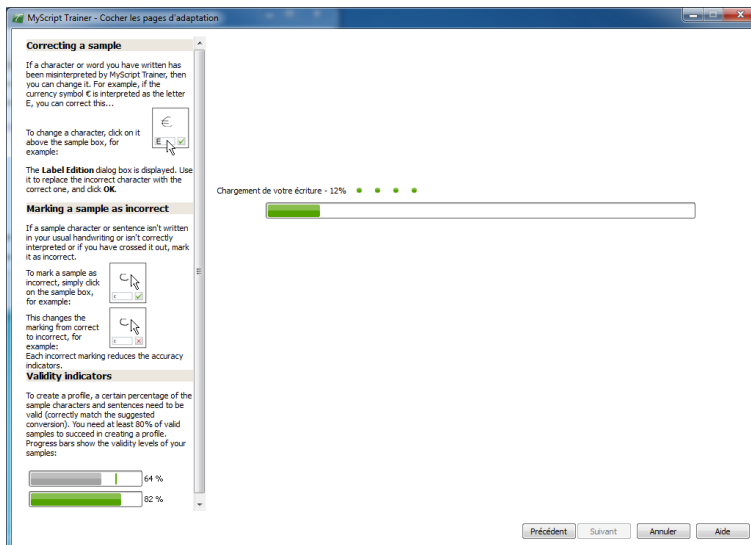 MyScript Trainer - Cocher les pages d'adaptation
Correcting a sample
If a character or word you have written has
been misinterpreted by MyScript Trainer, then
you can change it. For example, if the
currency symbol € is interpreted as the letter
E, you can correct this...
€
To change a character, click on it
above the sample box, for
example:
E
The Label Edition dialog box is displayed. Use
it to replace the incorrect character with the
correct one, and click OK.
Marking a sample as incorrect
If a sample character or sentence isn't written
in your usual handwriting or isn't correctly
interpreted or if you have crossed it out, mark
it as incorrect.
To mark a sample as
incorrect, simply click
on the sample box,
for example:
c
c
This changes the
marking from correct
to incorrect, for
example:
c
c
Each incorrect marking reduces the accuracy
indicators.
Validity indicators
To create a profile, a certain percentage of the
sample characters and sentences need to be
valid (correctly match the suggested
conversion). You need at least 80% of valid
samples to succeed in creating a profile.
Progress bars show the validity levels of your
samples:
64 %
82 %
Chargement de votre écriture - 12%
Précédent Suivant Annuler Aide